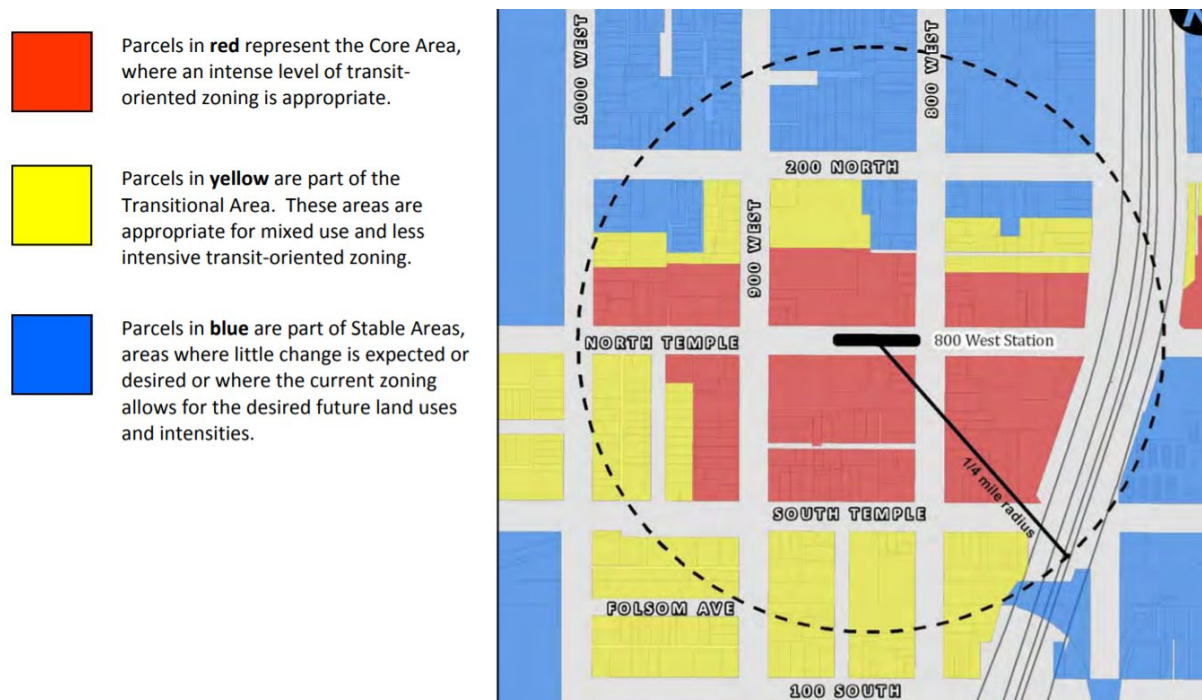 Parcels in red represent the Core Area,
where an intense level of transit-
oriented zoning is appropriate.
Parcels in yellow are part of the
Transitional Area. These areas are
appropriate for mixed use and less
intensive transit-oriented zoning.
Parcels in blue are part of Stable Areas,
areas where little change is expected or
desired or where the current zoning
allows for the desired future land uses
and intensities.
1000 WEST
800 WEST
N
200 NORTH
900 WEST
NORTH TEMPLE
800 West Station
1/4 mile radius
SOUTH TEMPLE
FOLSOM AVE
100 SOUTH